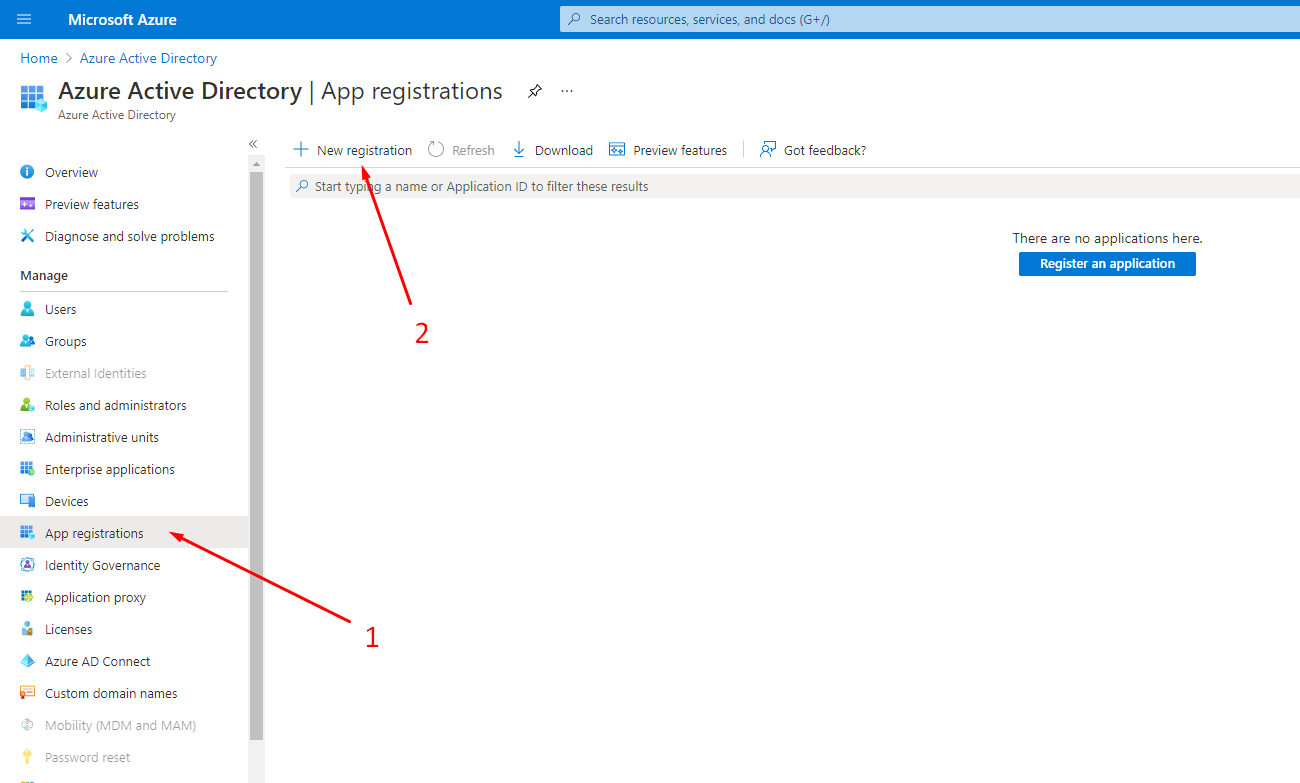 Microsoft Azure
Search resources, services, and docs (G+/)
Home > Azure Active Directory
Azure Active Directory | App registrations
Azure Active Directory
New registration Refresh Download Preview features Got feedback?
Start typing a name or Application ID to filter these results
There are no applications here.
Register an application
Overview
Preview features
Diagnose and solve problems
Manage
Users
Groups
External Identities
Roles and administrators
Administrative units
Enterprise applications
Devices
App registrations
Identity Governance
Application proxy
Licenses
Azure AD Connect
Custom domain names
Mobility (MDM and MAM)
Password reset
2
1